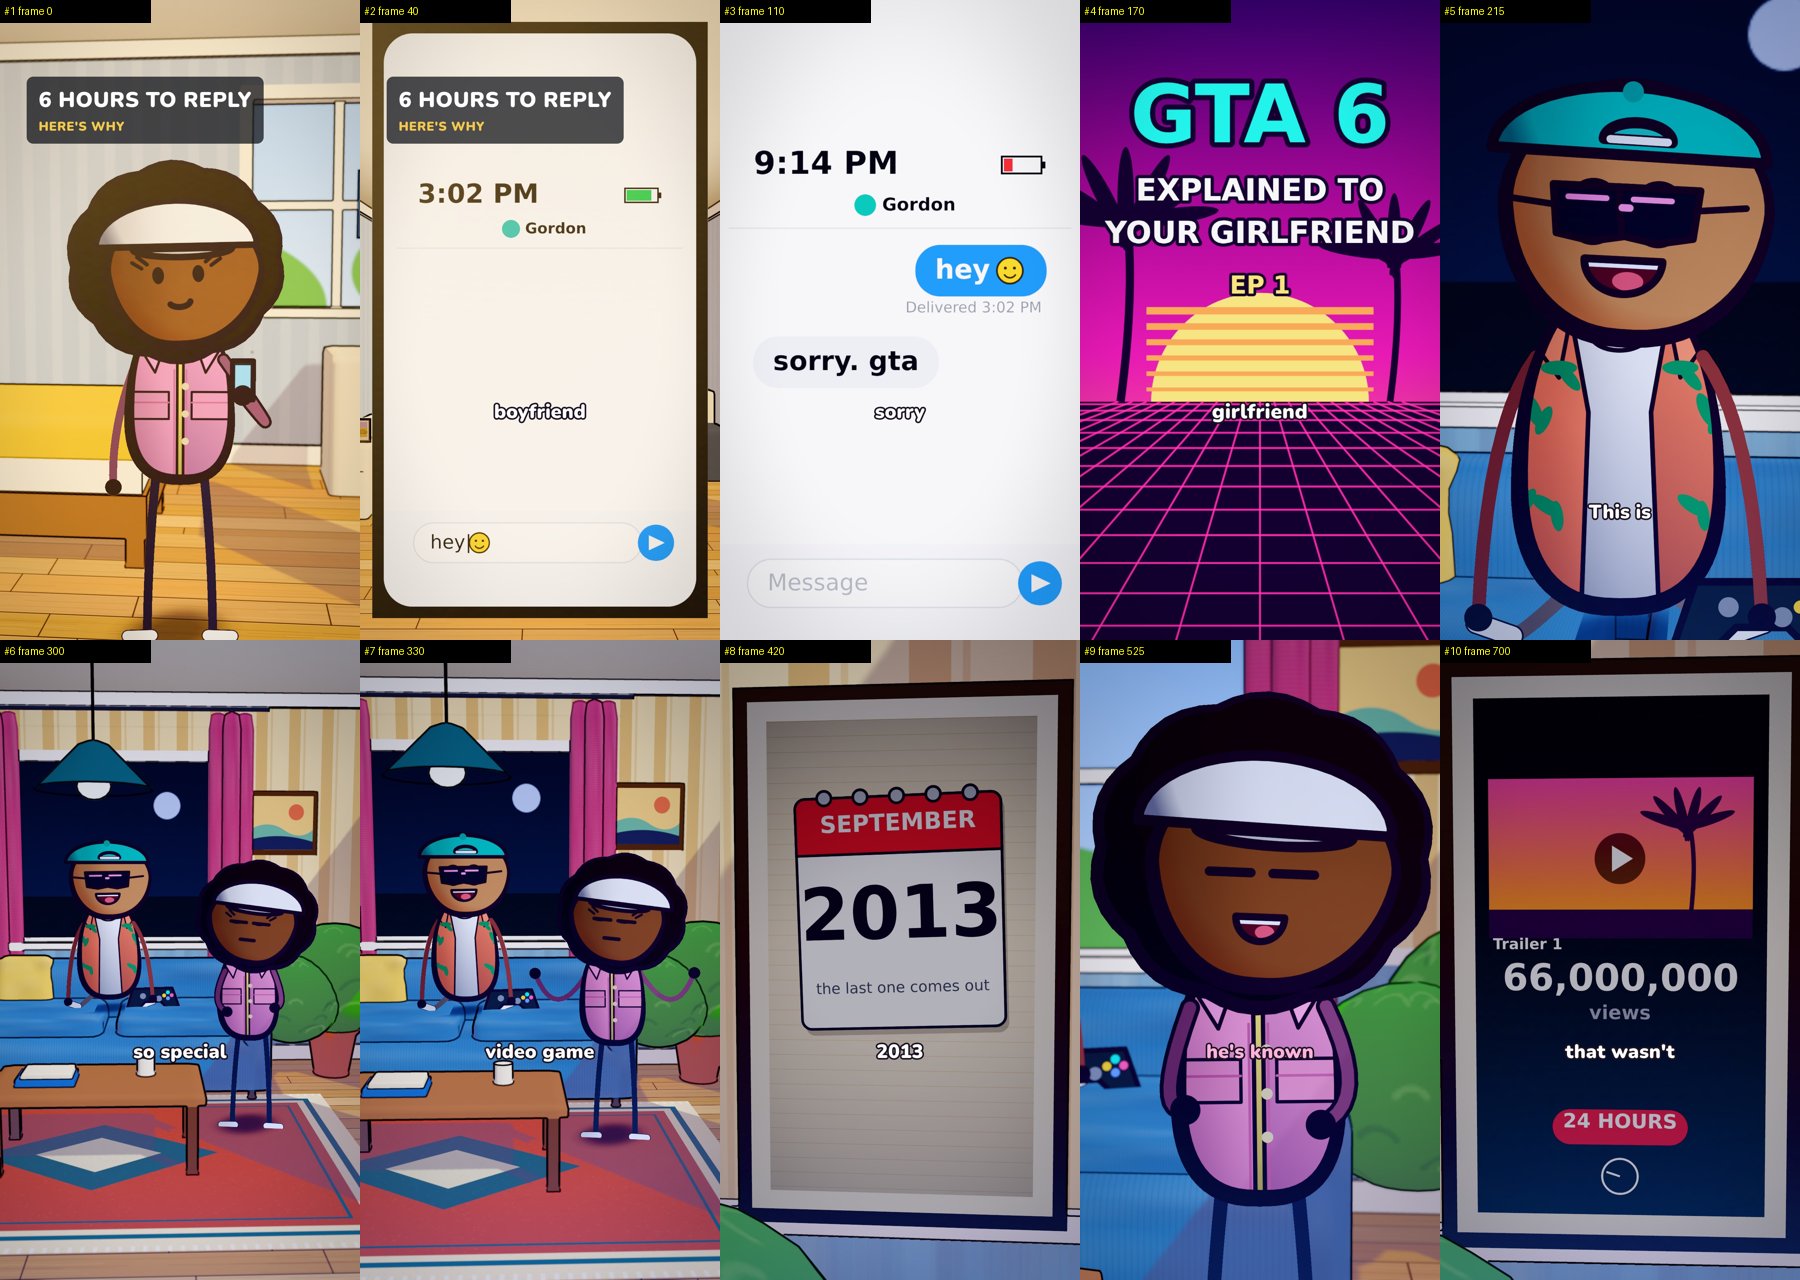 #1 frame 0
6 HOURS TO REPLY
HERE'S WHY
#2 frame 40
6 HOURS TO REPLY
HERE'S WHY
3:02 PM
Gordon
boyfriend
hey
#3 frame 110
9:14 PM
Gordon
hey
Delivered 3:02 PM
sorry. gta
sorry
Message
#4 frame 170
GTA 6
EXPLAINED TO
YOUR GIRLFRIEND
EP 1
girlfriend
#5 frame 215
This is
#6 frame 300
so special
#7 frame 330
video game
#8 frame 420
SEPTEMBER
2013
the last one comes out
2013
#9 frame 525
he's known
#10 frame 700
Trailer 1
66,000,000
views
that wasn't
24 HOURS